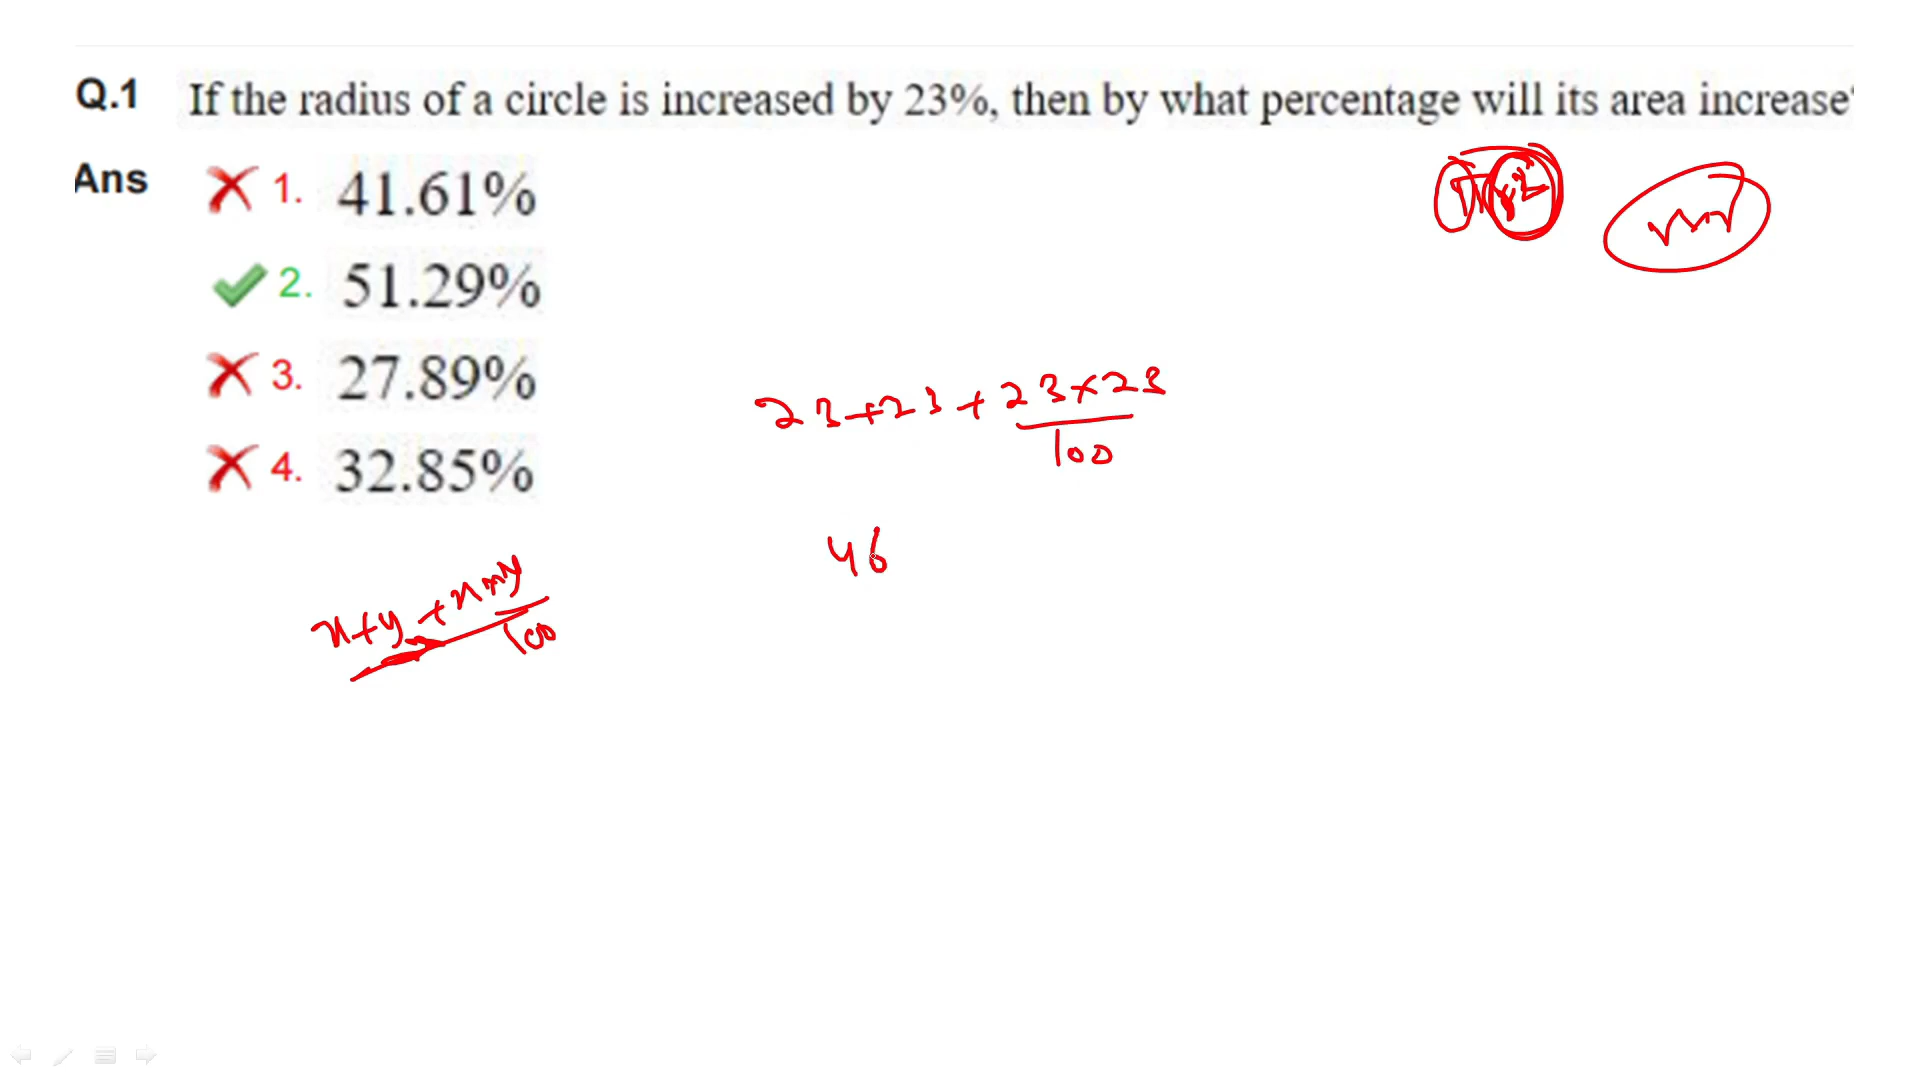 Q.1 If the radius of a circle is increased by 23%, then by what percentage will its area increase
Ans
1. 41.61%
2. 51.29%
3. 27.89%
4. 32.85%
πr²
r×r
23+23+23×23
100
46
x+y+x×y
100